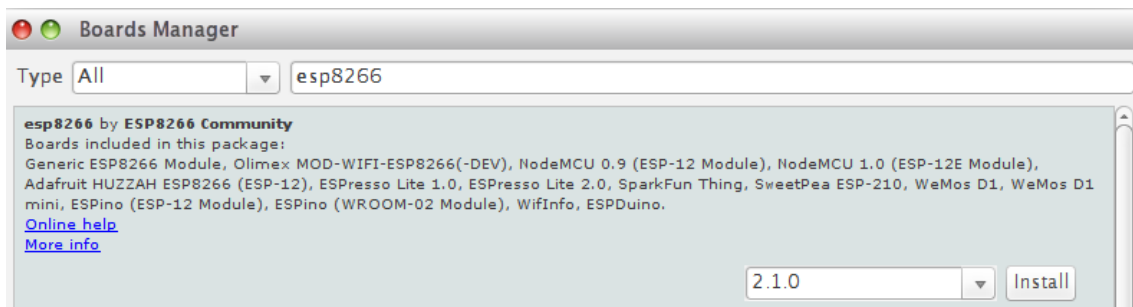 Boards Manager
Type All esp8266
esp8266 by ESP8266 Community
Boards included in this package:
Generic ESP8266 Module, Olimex MOD-WIFI-ESP8266(-DEV), NodeMCU 0.9 (ESP-12 Module), NodeMCU 1.0 (ESP-12E Module),
Adafruit HUZZAH ESP8266 (ESP-12), ESPresso Lite 1.0, ESPresso Lite 2.0, SparkFun Thing, SweetPea ESP-210, WeMos D1, WeMos D1
mini, ESPino (ESP-12 Module), ESPino (WROOM-02 Module), WifInfo, ESPDuino.
Online help
More info
2.1.0 Install